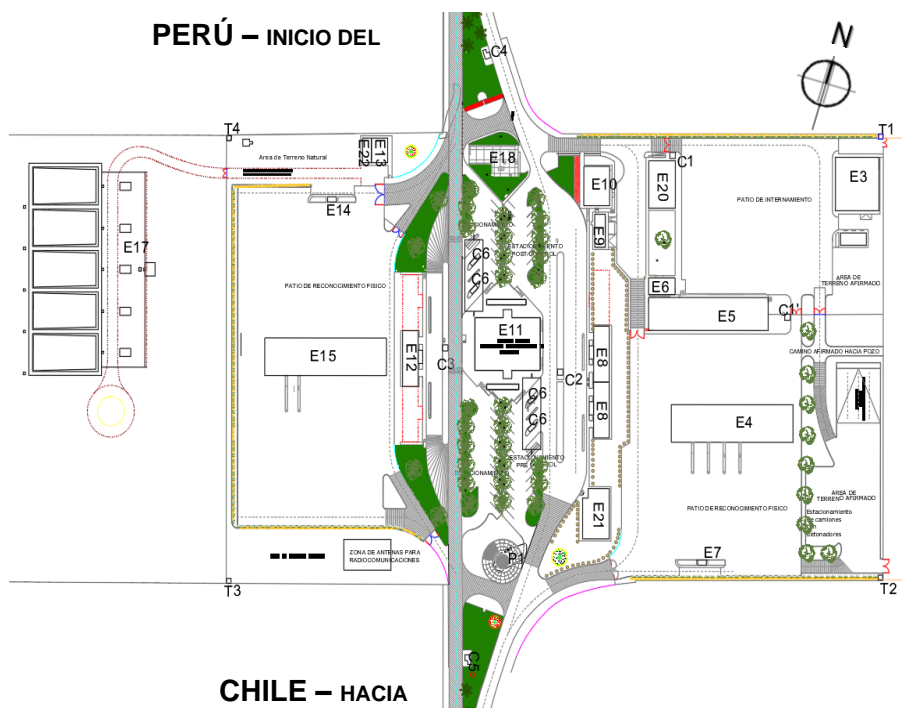 PERÚ – INICIO DEL
N
C4
T4
T1
E18
E22
E13
Area de Terreno Natural
C1
E20
E3
E10
PATIO DE INTERNAMIENTO
E14
E9
ESTACIONAMIENTO
POST-CONTROL
E17
C6
C6
AREA DE
TERRENO AFIRMADO
PATIO DE RECONOCIMIENTO FISICO
E6
E5
C1'
E11
E15
E12
C3
C2
E8
CAMINO AFIRMADO HACIA POZO
C6
C6
E8
E4
ESTACIONAMIENTO
PRE CONTROL
AREA DE
TERRENO AFIRMADO
PATIO DE RECONOCIMIENTO FISICO
Estacionamiento
de camiones
con
detonadores
E21
ZONA DE ANTENAS PARA
RADIOCOMUNICACIONES
P1
E7
T3
T2
C5
CHILE – HACIA